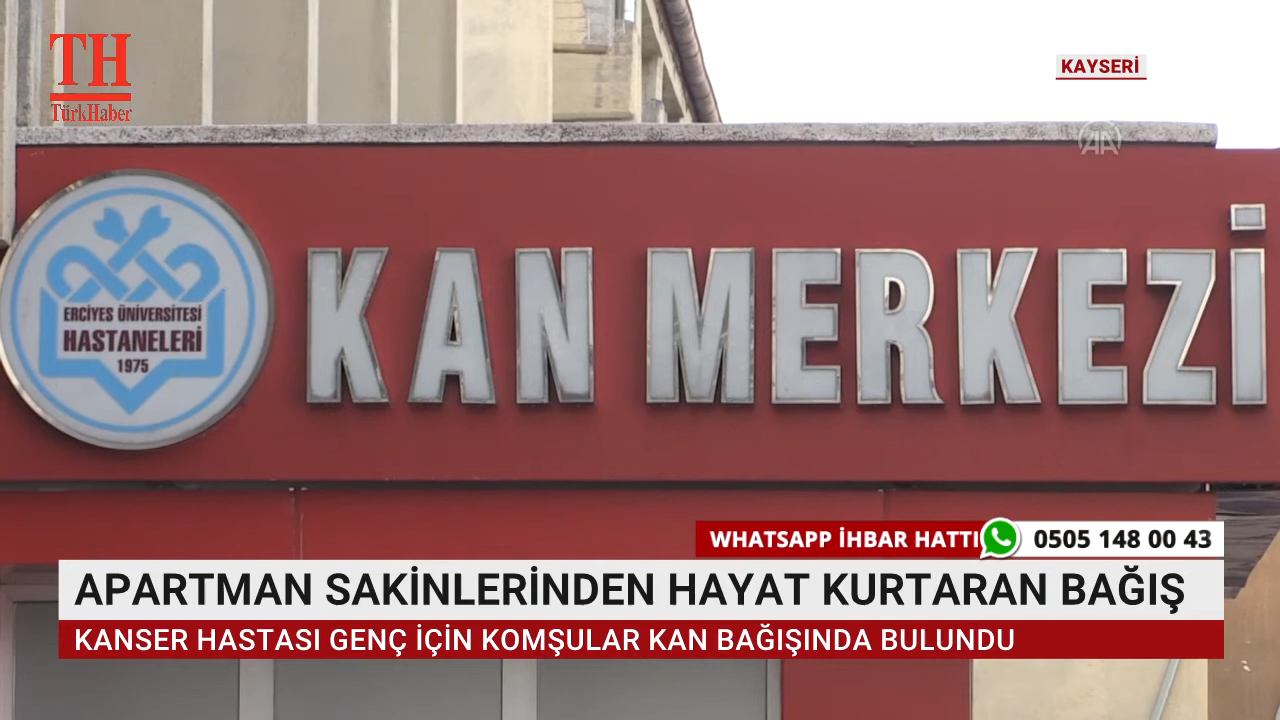 TH
TürkHaber
KAYSERİ
AA
ERCİYES ÜNİVERSİTESİ
HASTANELERİ
1975
KAN MERKEZİ
WHATSAPP İHBAR HATTI 0505 148 00 43
APARTMAN SAKİNLERİNDEN HAYAT KURTARAN BAĞIŞ
KANSER HASTASI GENÇ İÇİN KOMŞULAR KAN BAĞIŞINDA BULUNDU